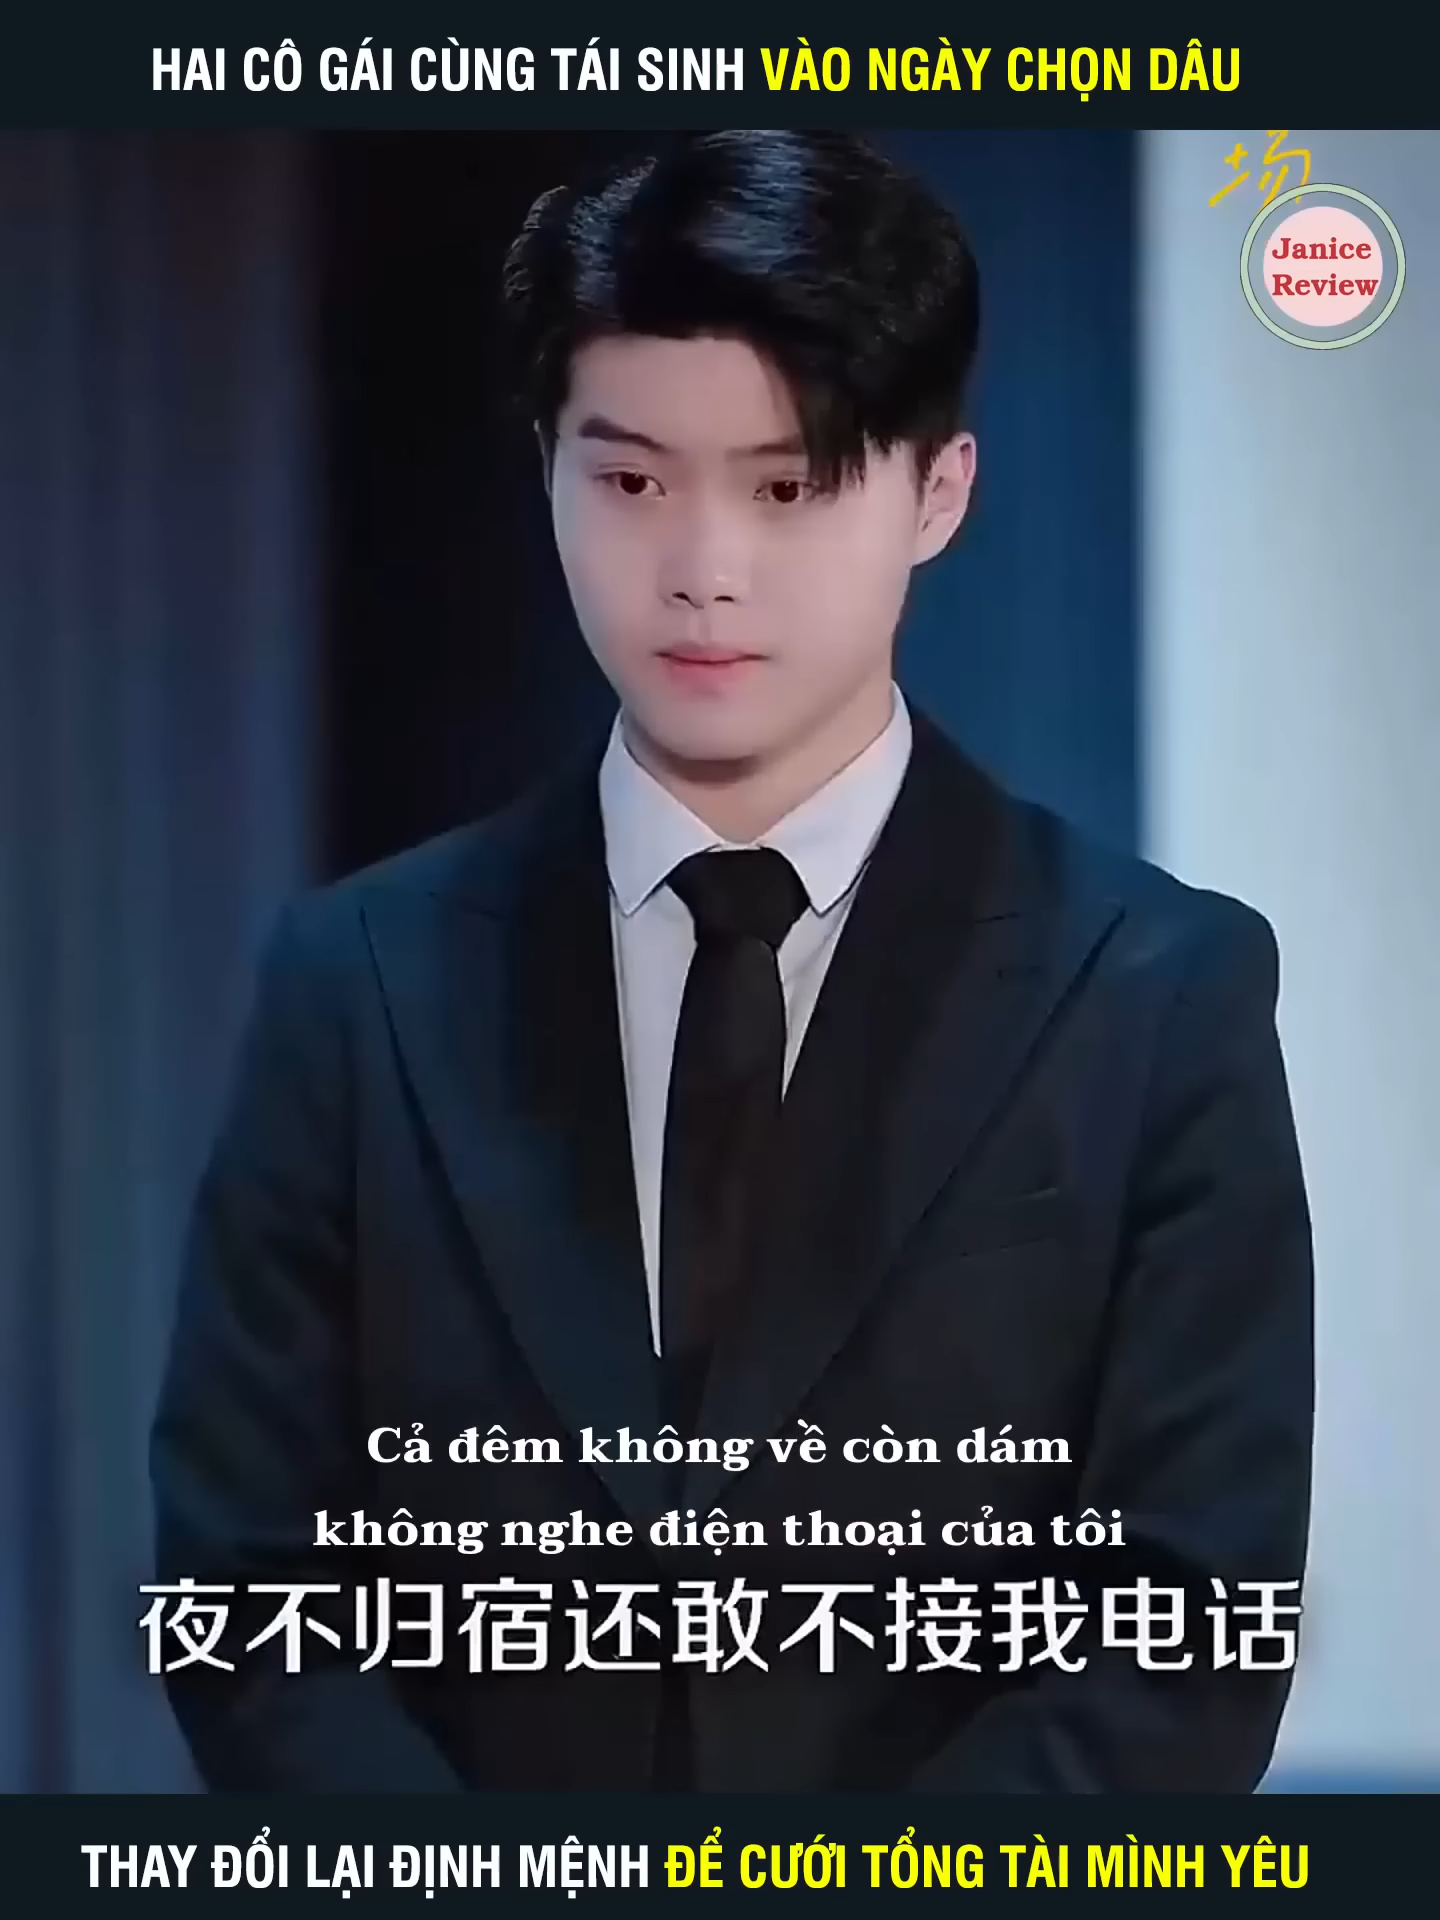 HAI CÔ GÁI CÙNG TÁI SINH VÀO NGÀY CHỌN DÂU
场
Janice
Review
Cả đêm không về còn dám
không nghe điện thoại của tôi
夜不归宿还敢不接我电话
THAY ĐỔI LẠI ĐỊNH MỆNH ĐỂ CƯỚI TỔNG TÀI MÌNH YÊU